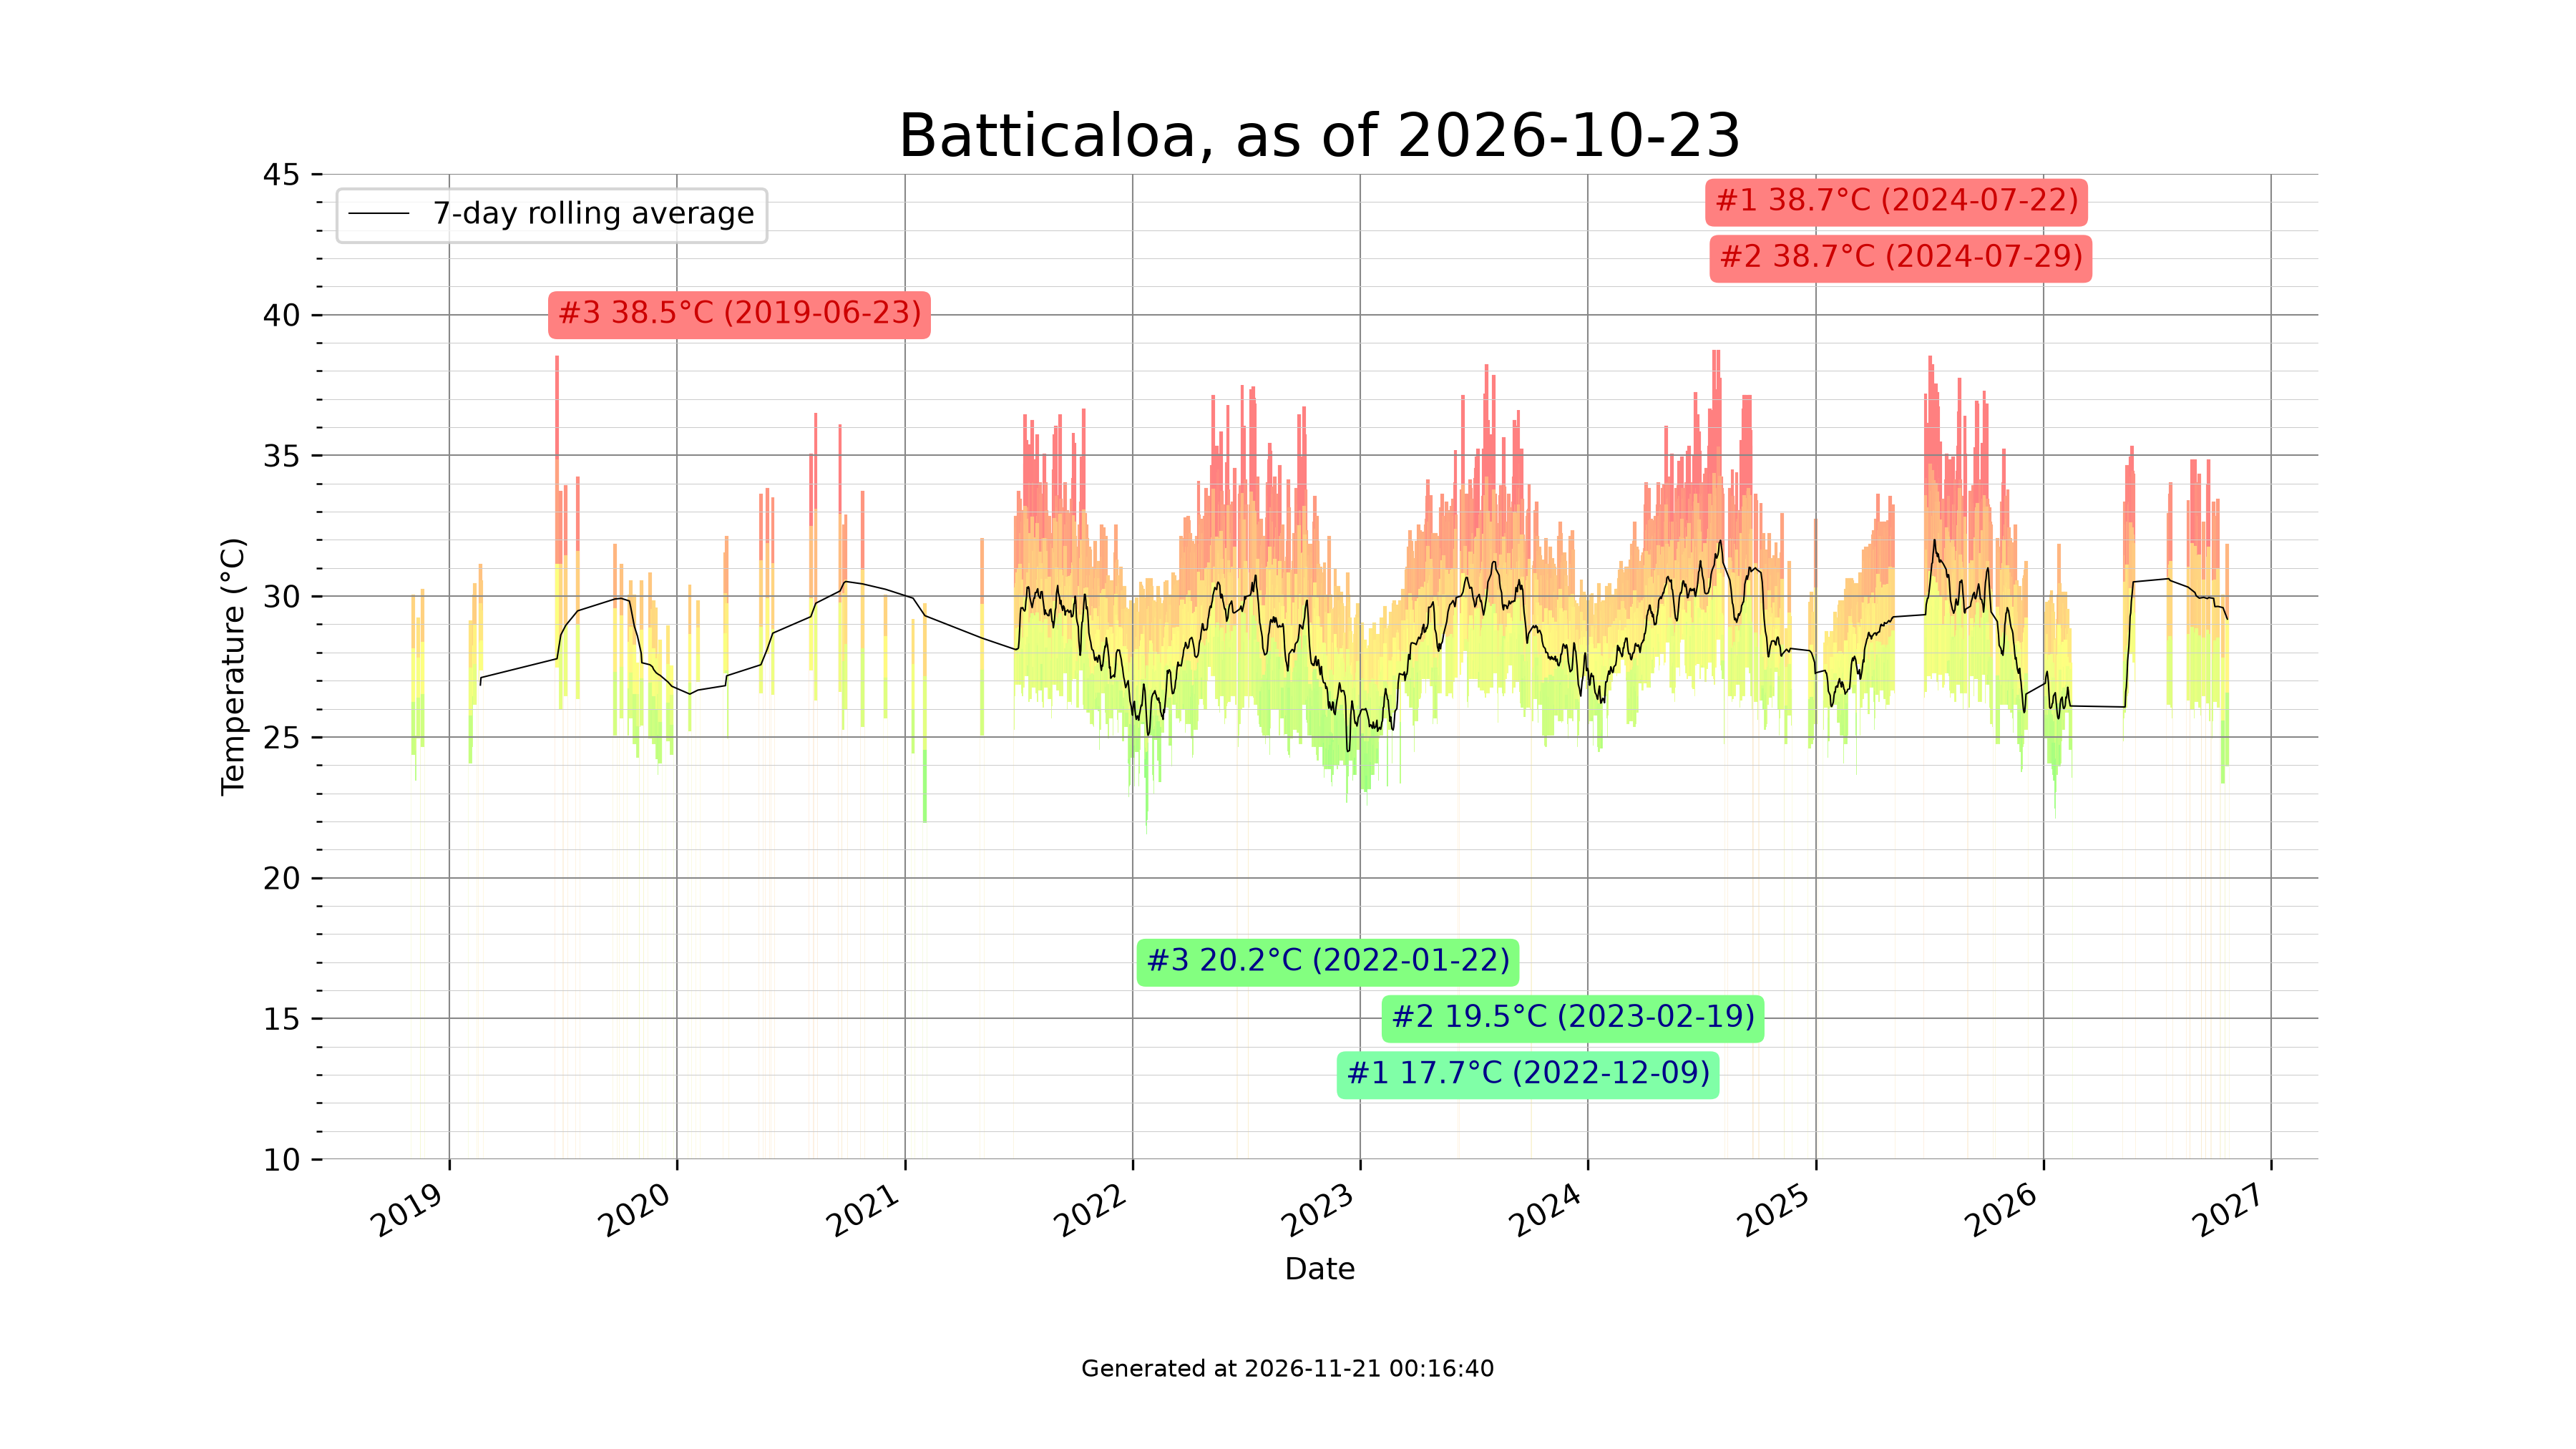 Batticaloa, as of 2026-10-23
7-day rolling average
#1 38.7°C (2024-07-22)
#2 38.7°C (2024-07-29)
#3 38.5°C (2019-06-23)
#3 20.2°C (2022-01-22)
#2 19.5°C (2023-02-19)
#1 17.7°C (2022-12-09)
Temperature (°C)
45
40
35
30
25
20
15
10
2019
2020
2021
2022
2023
2024
2025
2026
2027
Date
Generated at 2026-11-21 00:16:40